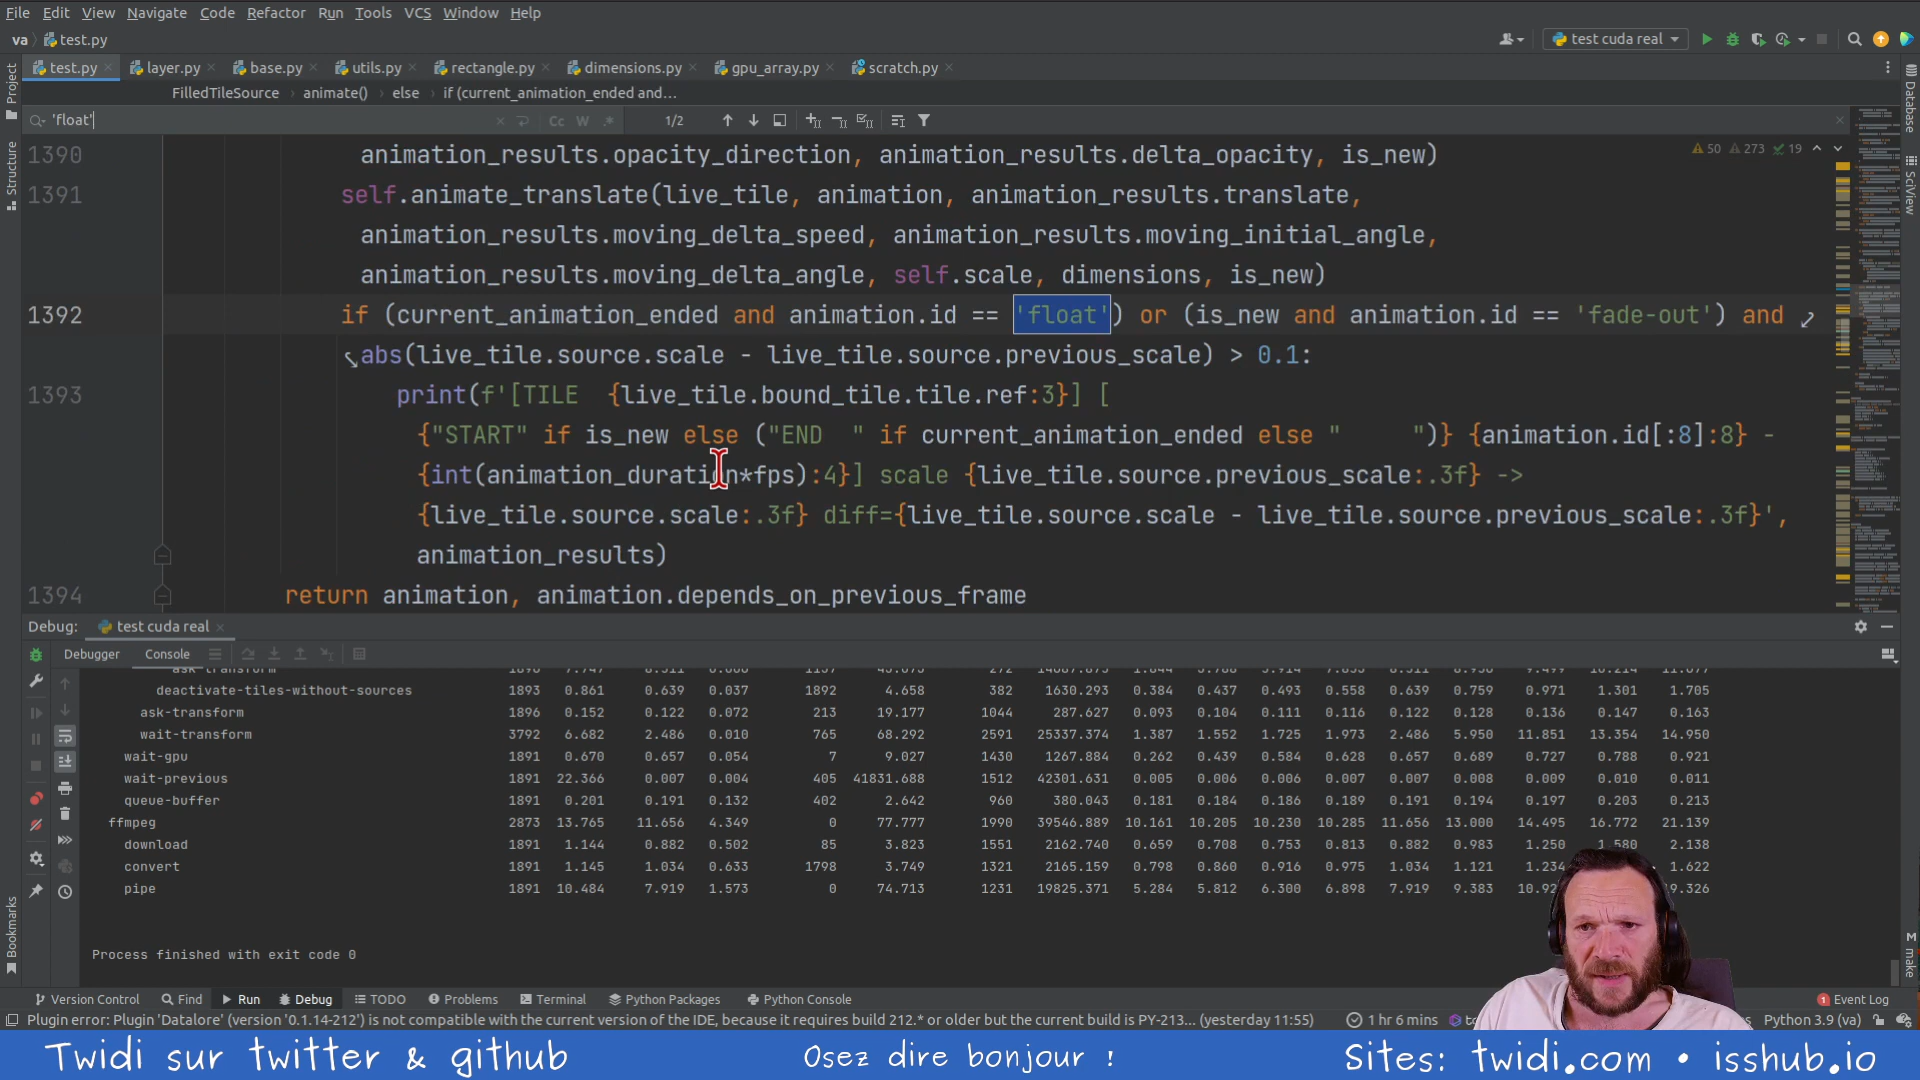 File Edit View Navigate Code Refactor Run Tools VCS Window Help
va test.py test cuda real
test.py layer.py base.py utils.py rectangle.py dimensions.py gpu_array.py scratch.py
FilledTileSource animate() else if (current_animation_ended and...
'float' Cc W .* 1/2
50 273 19
1390 animation_results.opacity_direction, animation_results.delta_opacity, is_new)
1391 self.animate_translate(live_tile, animation, animation_results.translate,
animation_results.moving_delta_speed, animation_results.moving_initial_angle,
animation_results.moving_delta_angle, self.scale, dimensions, is_new)
1392 if (current_animation_ended and animation.id == 'float') or (is_new and animation.id == 'fade-out') and
abs(live_tile.source.scale - live_tile.source.previous_scale) > 0.1:
1393 print(f'[TILE {live_tile.bound_tile.tile.ref:3}] [
{"START" if is_new else ("END  " if current_animation_ended else "     ")} {animation.id[:8]:8} -
{int(animation_duration*fps):4}] scale {live_tile.source.previous_scale:.3f} ->
{live_tile.source.scale:.3f} diff={live_tile.source.scale - live_tile.source.previous_scale:.3f}',
animation_results)
1394 return animation, animation.depends_on_previous_frame
Debug: test cuda real
Debugger Console
deactivate-tiles-without-sources 1893 0.861 0.639 0.037 1892 4.658 382 1630.293 0.384 0.437 0.493 0.558 0.639 0.759 0.971 1.301 1.705
ask-transform 1896 0.152 0.122 0.072 213 19.177 1044 287.627 0.093 0.104 0.111 0.116 0.122 0.128 0.136 0.147 0.163
wait-transform 3792 6.682 2.486 0.010 765 68.292 2591 25337.374 1.387 1.552 1.725 1.973 2.486 5.950 11.851 13.354 14.950
wait-gpu 1891 0.670 0.657 0.054 7 9.027 1430 1267.884 0.262 0.439 0.584 0.628 0.657 0.689 0.727 0.788 0.921
wait-previous 1891 22.366 0.007 0.004 405 41831.688 1512 42301.631 0.005 0.006 0.006 0.007 0.007 0.008 0.009 0.010 0.011
queue-buffer 1891 0.201 0.191 0.132 402 2.642 960 380.043 0.181 0.184 0.186 0.189 0.191 0.194 0.197 0.203 0.213
ffmpeg 2873 13.765 11.656 4.349 0 77.777 1990 39546.889 10.161 10.205 10.230 10.285 11.656 13.000 14.495 16.772 21.139
download 1891 1.144 0.882 0.502 85 3.823 1551 2162.740 0.659 0.708 0.753 0.813 0.882 0.983 1.250 1.580 2.138
convert 1891 1.145 1.034 0.633 1798 3.749 1321 2165.159 0.798 0.860 0.916 0.975 1.034 1.121 1.234 1.622
pipe 1891 10.484 7.919 1.573 0 74.713 1231 19825.371 5.284 5.812 6.300 6.898 7.919 9.383
Process finished with exit code 0
Version Control Find Run Debug TODO Problems Terminal Python Packages Python Console Event Log
Plugin error: Plugin 'Datalore' (version '0.1.14-212') is not compatible with the current version of the IDE, because it requires build 212.* or older but the current build is PY-213... (yesterday 11:55) 1 hr 6 mins Python 3.9 (va)
Project
Structure
Bookmarks
Database
SciView
make
Twidi sur twitter & github Osez dire bonjour ! Sites: twidi.com • isshub.io